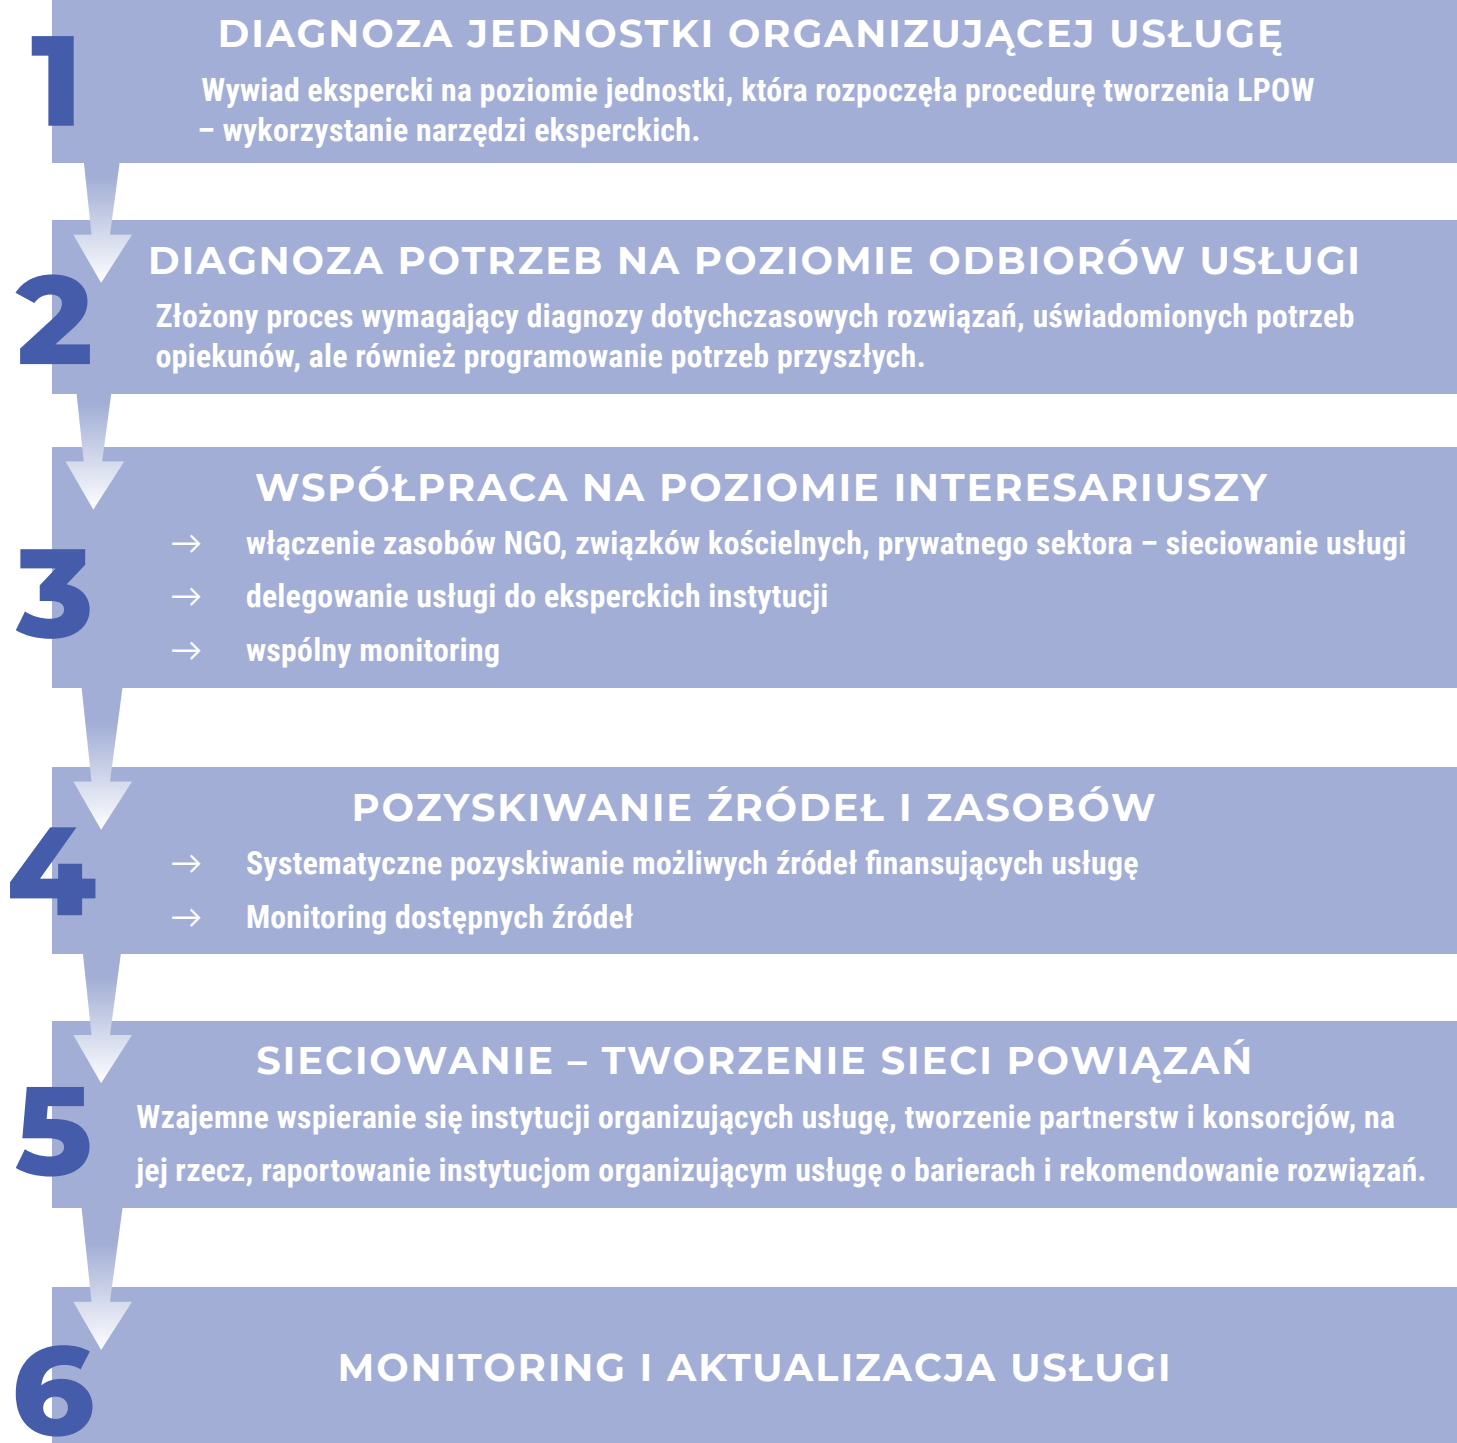 1
DIAGNOZA JEDNOSTKI ORGANIZUJĄCEJ USŁUGĘ
Wywiad ekspercki na poziomie jednostki, która rozpoczęła procedurę tworzenia LPOW
– wykorzystanie narzędzi eksperckich.
2
DIAGNOZA POTRZEB NA POZIOMIE ODBIORÓW USŁUGI
Złożony proces wymagający diagnozy dotychczasowych rozwiązań, uświadomionych potrzeb
opiekunów, ale również programowanie potrzeb przyszłych.
3
WSPÓŁPRACA NA POZIOMIE INTERESARIUSZY
→ włączenie zasobów NGO, związków kościelnych, prywatnego sektora – sieciowanie usługi
→ delegowanie usługi do eksperckich instytucji
→ wspólny monitoring
4
POZYSKIWANIE ŹRÓDEŁ I ZASOBÓW
→ Systematyczne pozyskiwanie możliwych źródeł finansujących usługę
→ Monitoring dostępnych źródeł
5
SIECIOWANIE – TWORZENIE SIECI POWIĄZAŃ
Wzajemne wspieranie się instytucji organizujących usługę, tworzenie partnerstw i konsorcjów, na
jej rzecz, raportowanie instytucjom organizującym usługę o barierach i rekomendowanie rozwiązań.
6
MONITORING I AKTUALIZACJA USŁUGI